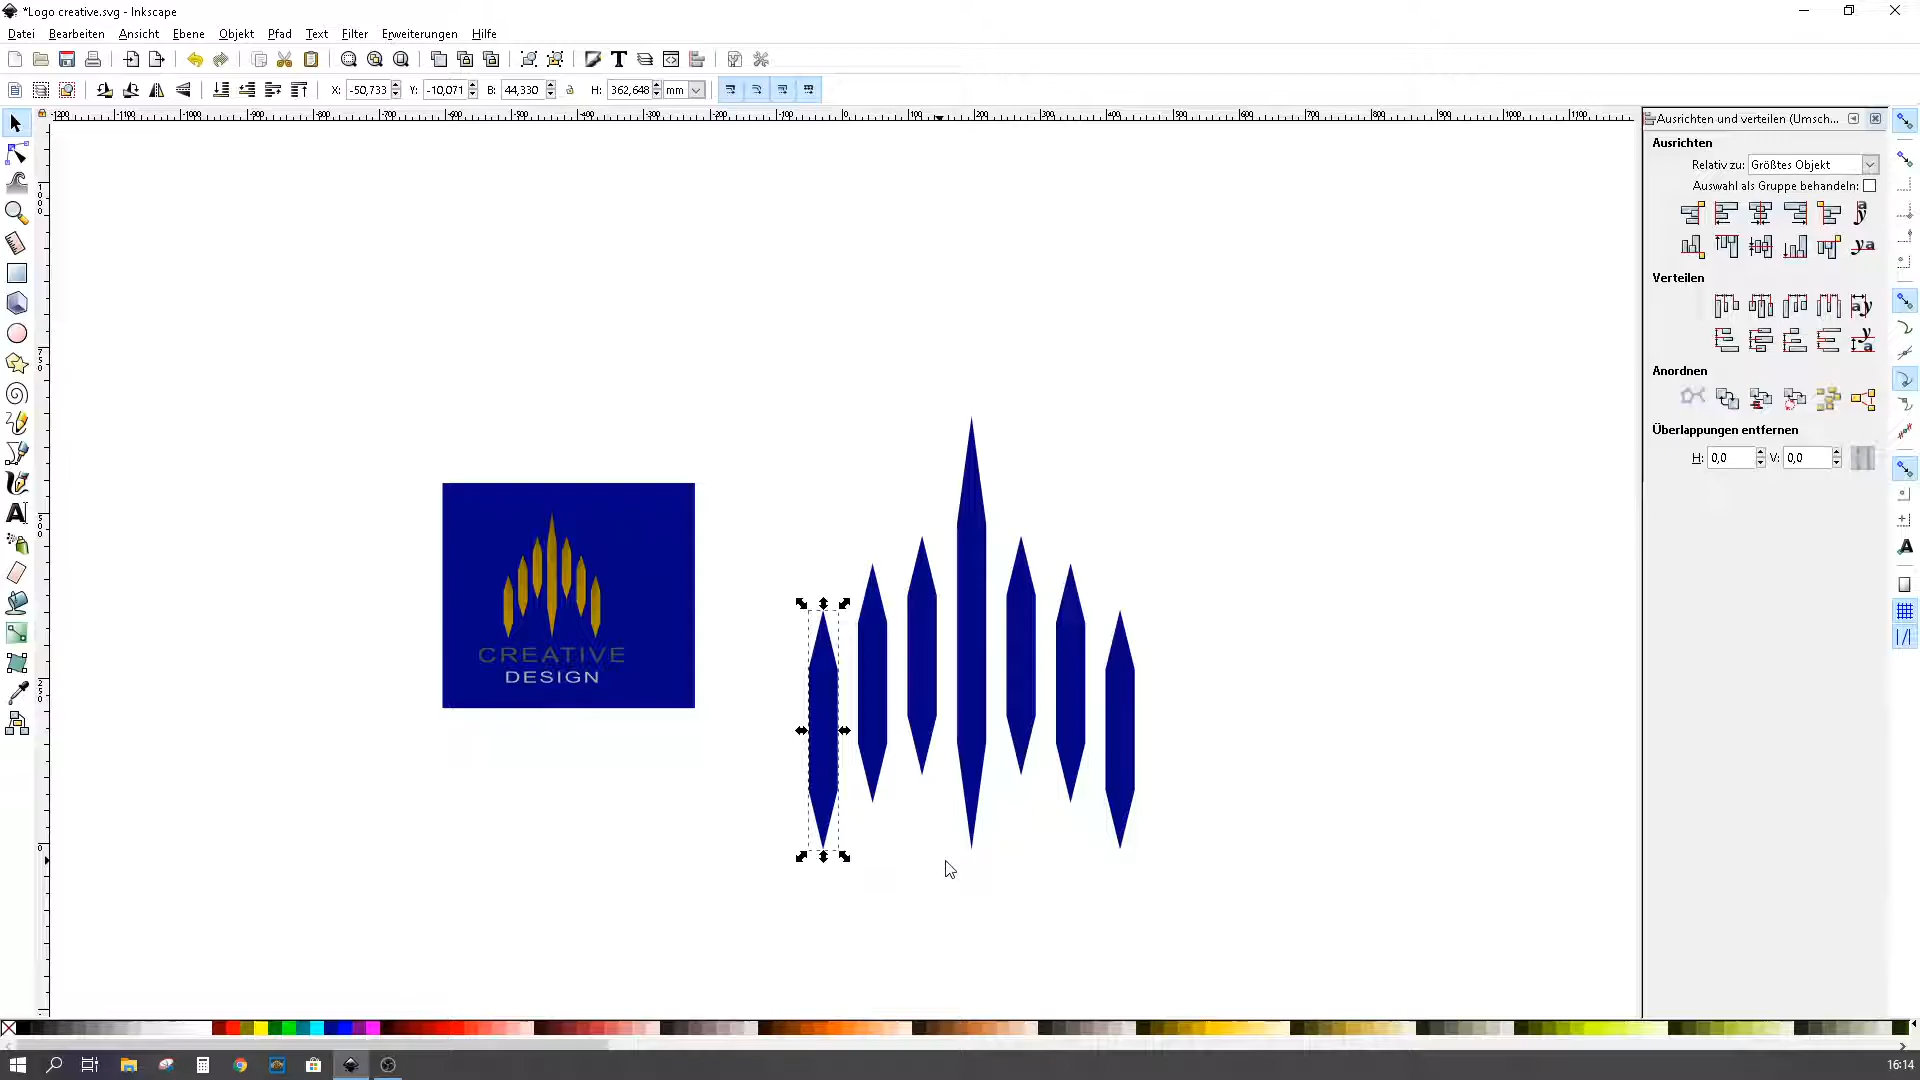 *Logo creative.svg - Inkscape
Datei Bearbeiten Ansicht Ebene Objekt Pfad Text Filter Erweiterungen Hilfe
X: -50,733 Y: -10,071 B: 44,330 H: 362,648 mm
Ausrichten und verteilen (Umsch...
Ausrichten
Relativ zu: Größtes Objekt
Auswahl als Gruppe behandeln:
Verteilen
Anordnen
Überlappungen entfernen
H: 0,0 V: 0,0
CREATIVE
DESIGN
16:14